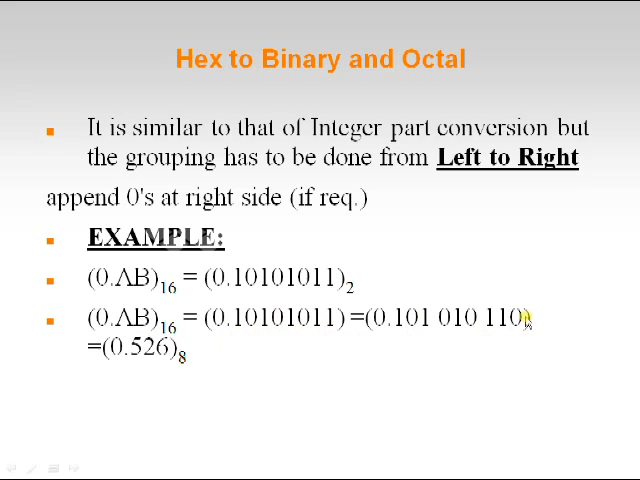 Hex to Binary and Octal
It is similar to that of Integer part conversion but
the grouping has to be done from Left to Right
append 0's at right side (if req.)
EXAMPLE:
(0.AB)16 = (0.10101011)2
(0.AB)16 = (0.10101011) =(0.101 010 110)
=(0.526)8